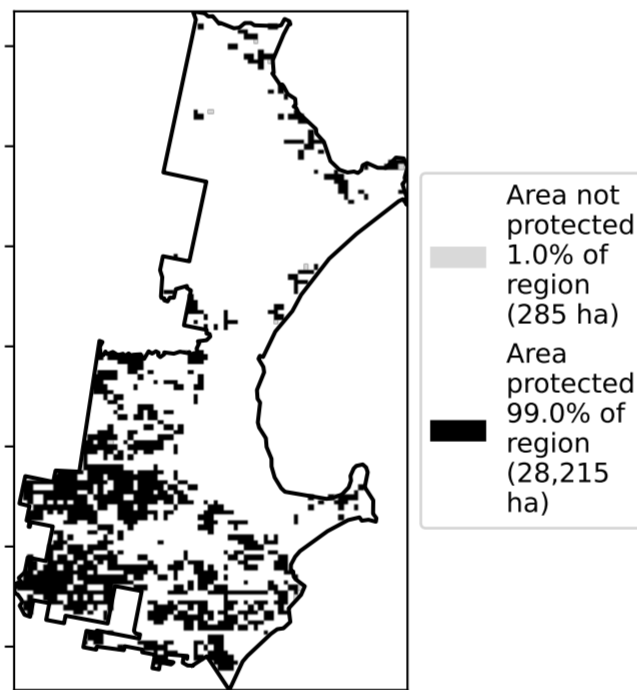 Area not
protected
1.0% of
region
(285 ha)
Area
protected
99.0% of
region
(28,215
ha)